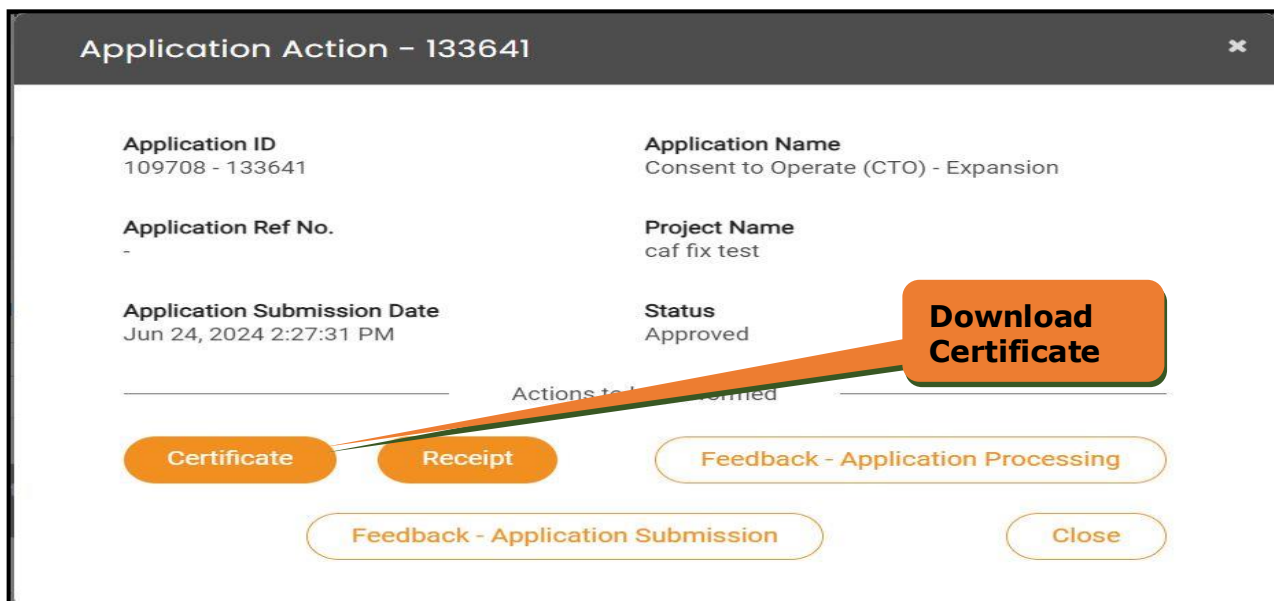 Application Action - 133641
Application ID
109708 - 133641
Application Name
Consent to Operate (CTO) - Expansion
Application Ref No.
-
Project Name
caf fix test
Application Submission Date
Jun 24, 2024 2:27:31 PM
Status
Approved
Download
Certificate
Actions to
Certificate
Receipt
Feedback - Application Processing
Feedback - Application Submission
Close